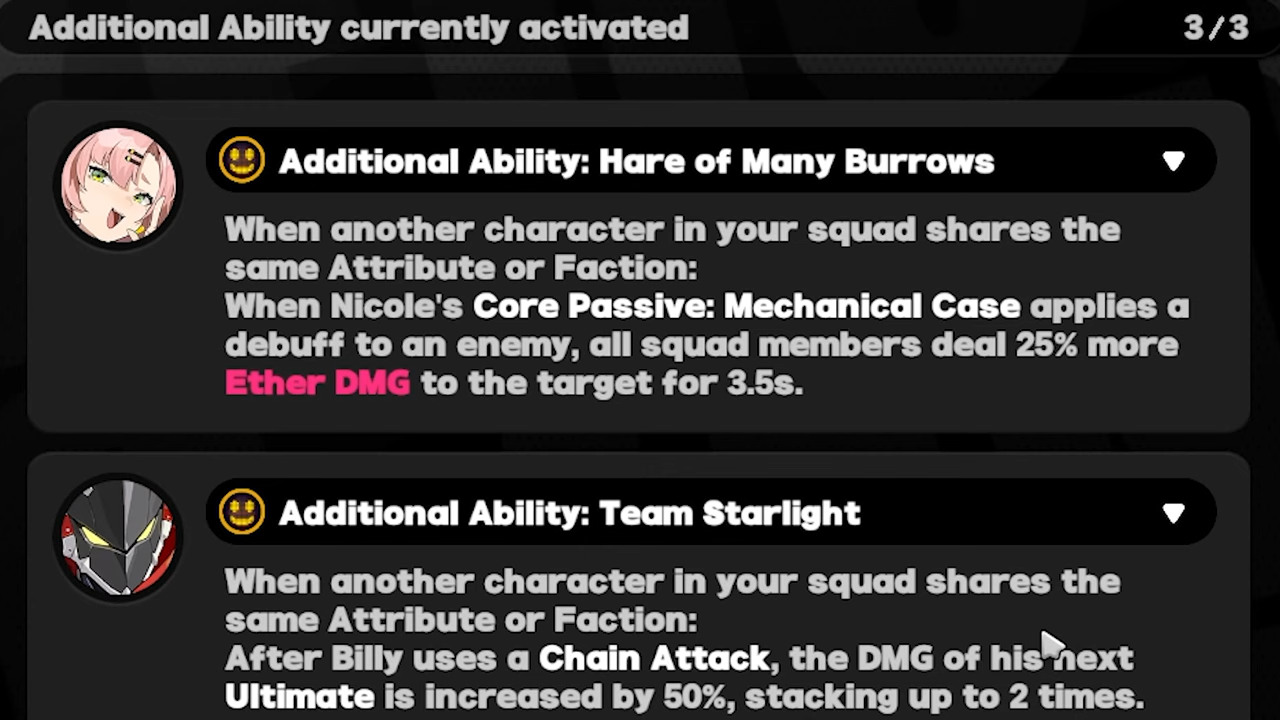 Additional Ability currently activated 3/3
Additional Ability: Hare of Many Burrows
When another character in your squad shares the
same Attribute or Faction:
When Nicole's Core Passive: Mechanical Case applies a
debuff to an enemy, all squad members deal 25% more
Ether DMG to the target for 3.5s.
Additional Ability: Team Starlight
When another character in your squad shares the
same Attribute or Faction:
After Billy uses a Chain Attack, the DMG of his next
Ultimate is increased by 50%, stacking up to 2 times.